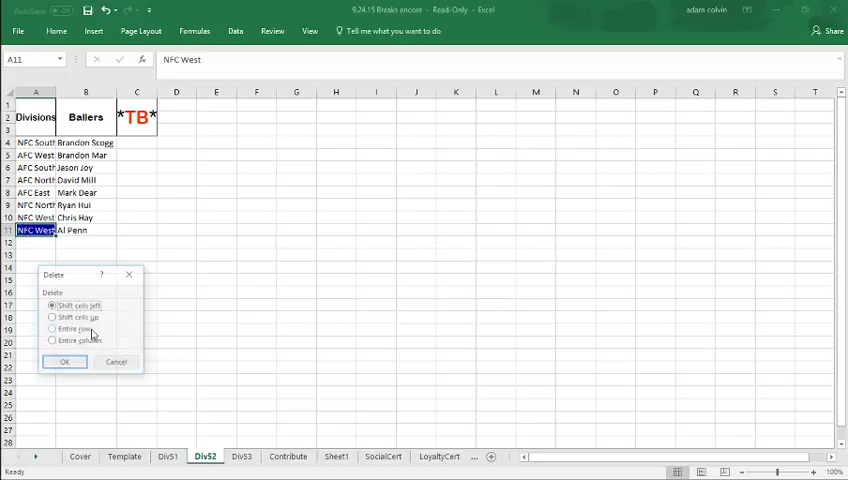 AutoSave Off 9.24.15 Breaks encore - Read-Only - Excel adam colvin
File Home Insert Page Layout Formulas Data Review View Tell me what you want to do Share
A11 fx NFC West
A B C D E F G H I J K L M N O P Q R S T
1
2 Divisions Ballers *TB*
3
4 NFC South Brandon Scogg
5 AFC West Brandon Mar
6 AFC South Jason Joy
7 AFC North David Mill
8 AFC East Mark Dear
9 NFC North Ryan Hui
10 NFC West Chris Hay
11 NFC West Al Penn
12
13
14
15
16
17
18
19
20
21
22
23
24
25
26
27
28
Delete ?
Delete
Shift cells left
Shift cells up
Entire row
Entire column
OK Cancel
Cover Template Div51 Div52 Div53 Contribute Sheet1 SocialCert LoyaltyCert ...
Ready 100%